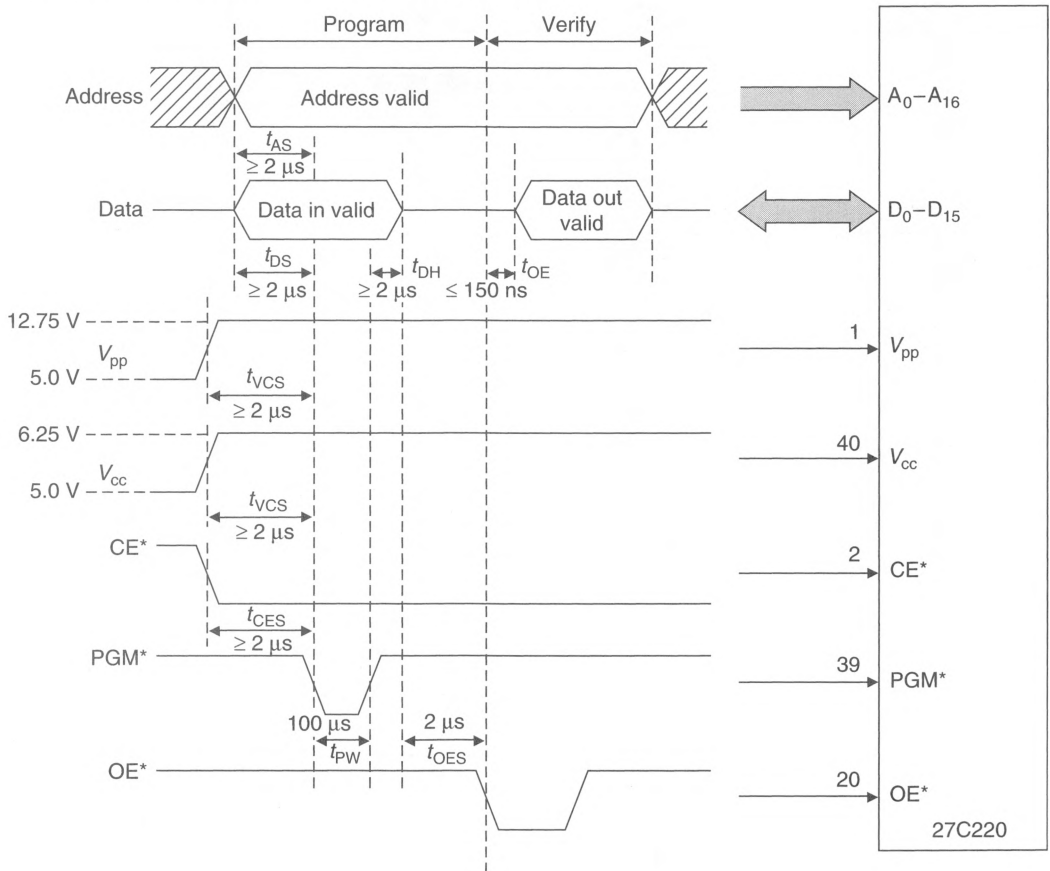 Program
Verify
Address
Address valid
A0–A16
tAS
≥ 2 µs
Data
Data in valid
Data out
valid
D0–D15
tDS
≥ 2 µs
tDH
≥ 2 µs
tOE
≤ 150 ns
12.75 V
Vpp
5.0 V
1
Vpp
tVCS
≥ 2 µs
6.25 V
Vcc
5.0 V
40
Vcc
tVCS
≥ 2 µs
CE*
2
CE*
tCES
≥ 2 µs
PGM*
39
PGM*
100 µs
tPW
2 µs
tOES
OE*
20
OE*
27C220